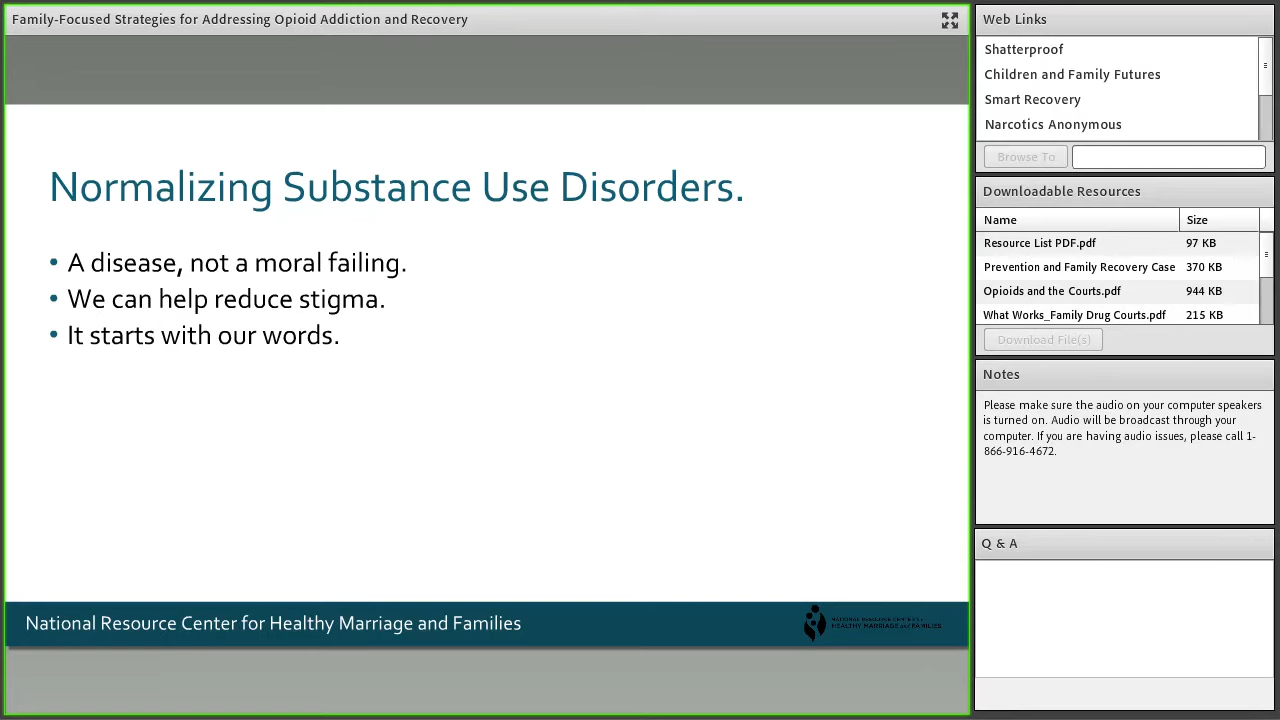 Family-Focused Strategies for Addressing Opioid Addiction and Recovery
Normalizing Substance Use Disorders.
• A disease, not a moral failing.
• We can help reduce stigma.
• It starts with our words.
National Resource Center for Healthy Marriage and Families
HEALTHY MARRIAGE and FAMILIES
Web Links
Shatterproof
Children and Family Futures
Smart Recovery
Narcotics Anonymous
Browse To
Downloadable Resources
Name Size
Resource List PDF.pdf 97 KB
Prevention and Family Recovery Case 370 KB
Opioids and the Courts.pdf 944 KB
What Works_Family Drug Courts.pdf 215 KB
Download File(s)
Notes
Please make sure the audio on your computer speakers
is turned on. Audio will be broadcast through your
computer. If you are having audio issues, please call 1-
866-916-4672.
Q & A